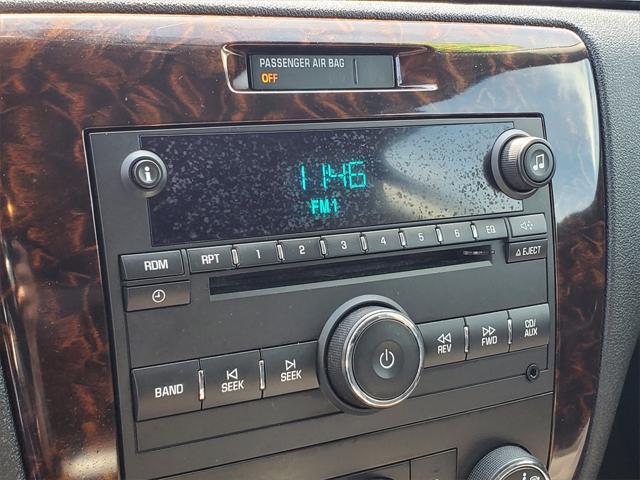 PASSENGER AIR BAG
OFF
11:46
FM1
i
RDM
RPT
1
2
3
4
5
6
EQ
EJECT
BAND
SEEK
SEEK
REV
FWD
CD/
AUX